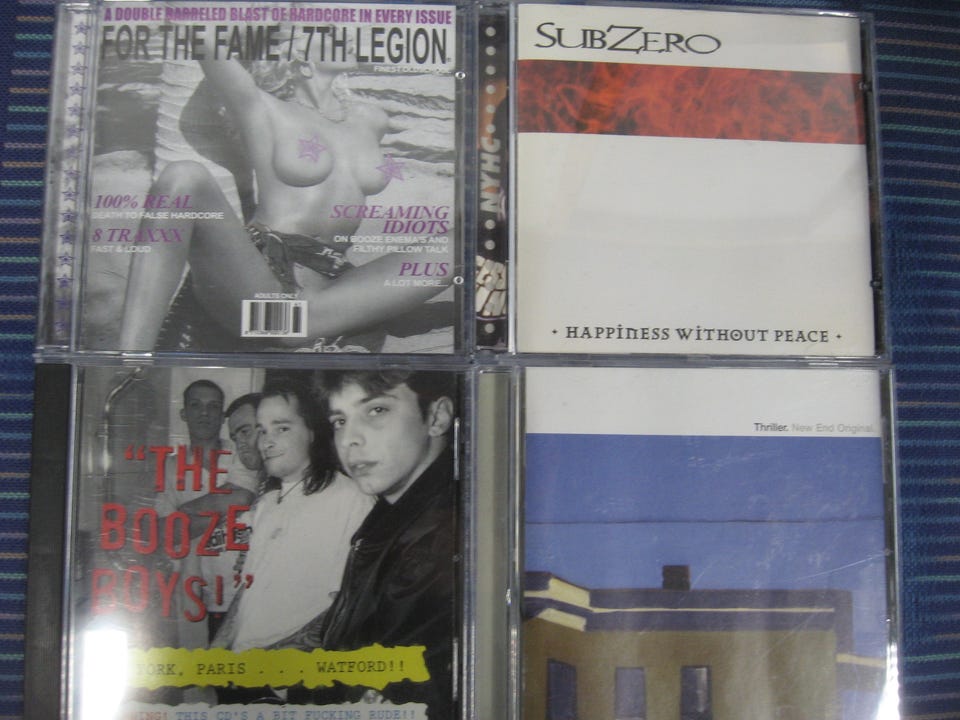 A DOUBLE BARRELED BLAST OF HARDCORE IN EVERY ISSUE
FOR THE FAME / 7TH LEGION
100% REAL
DEATH TO FALSE HARDCORE
8 TRAXXX
FAST & LOUD
SCREAMING
IDIOTS
ON BOOZE ENEMA'S AND
FILTHY PILLOW TALK
PLUS
A LOT MORE...
ADULTS ONLY
NYHC
SUBZERO
• HAPPINESS WITHOUT PEACE •
"THE
BOOZE
BOYS!"
YORK, PARIS . . . WATFORD!!
THIS CD'S A BIT FUCKING RUDE!!
Thriller. New End Original.